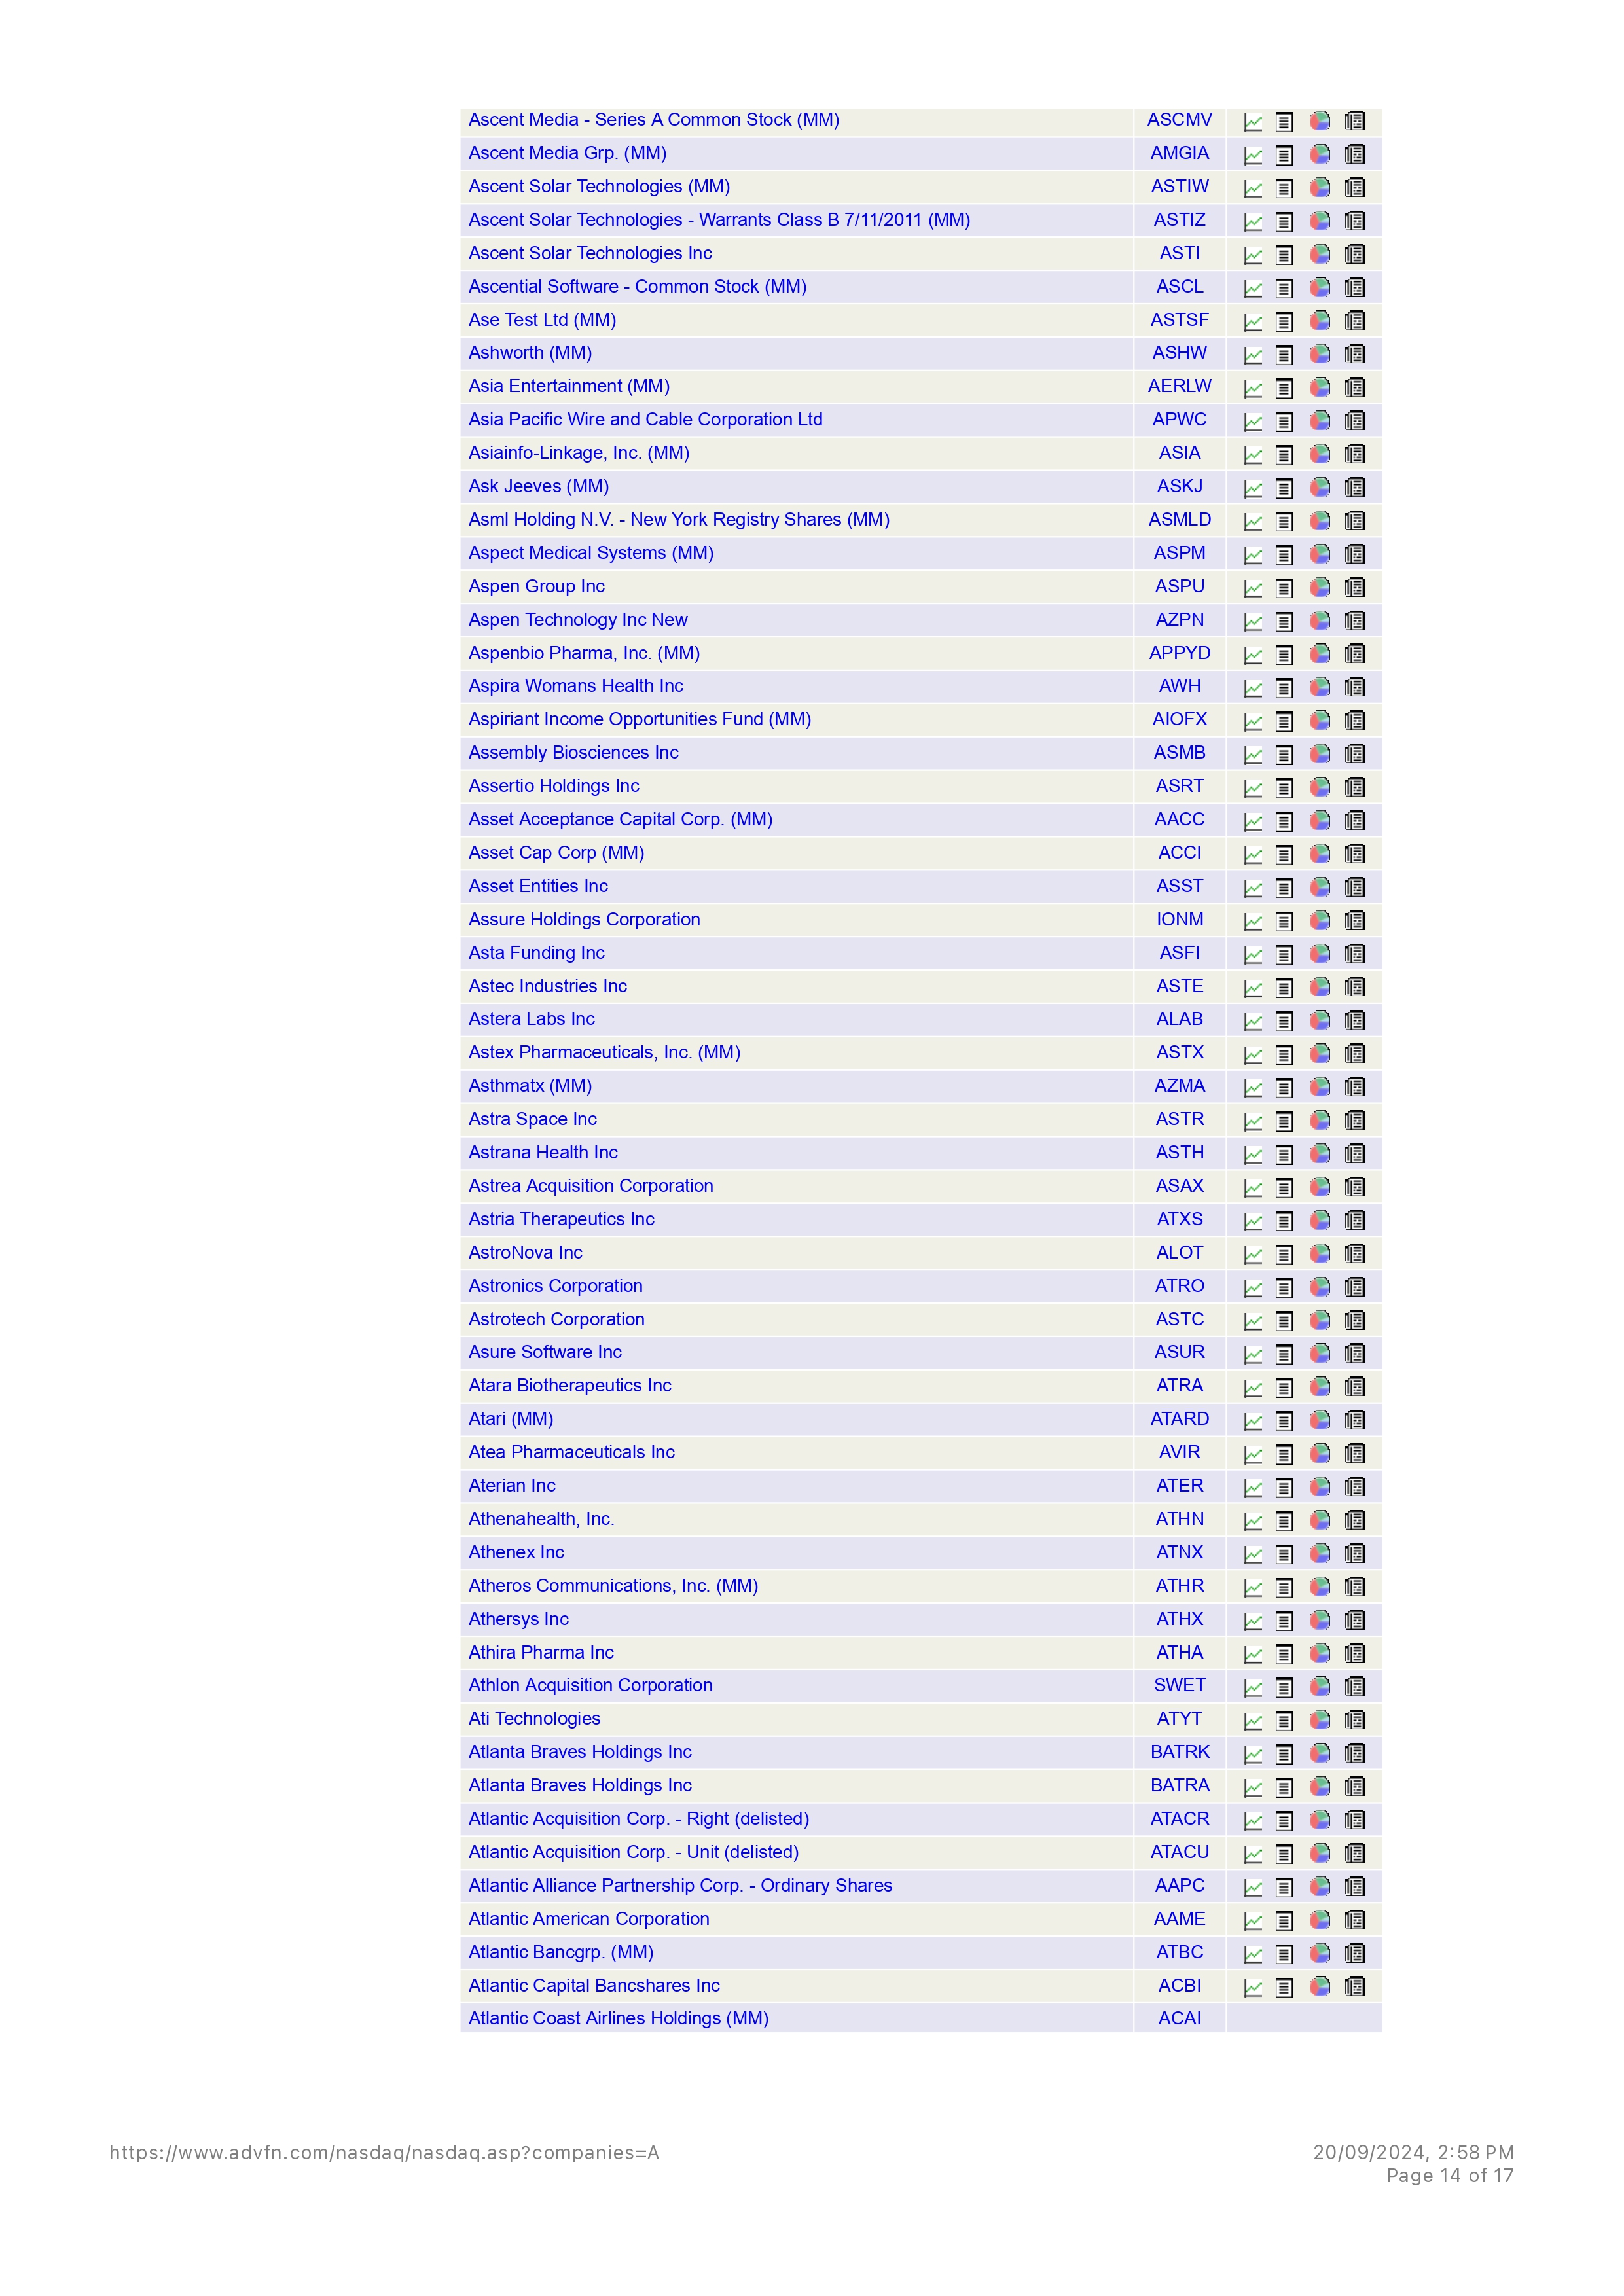 Ascent Media - Series A Common Stock (MM) ASCMV
Ascent Media Grp. (MM) AMGIA
Ascent Solar Technologies (MM) ASTIW
Ascent Solar Technologies - Warrants Class B 7/11/2011 (MM) ASTIZ
Ascent Solar Technologies Inc ASTI
Ascential Software - Common Stock (MM) ASCL
Ase Test Ltd (MM) ASTSF
Ashworth (MM) ASHW
Asia Entertainment (MM) AERLW
Asia Pacific Wire and Cable Corporation Ltd APWC
Asiainfo-Linkage, Inc. (MM) ASIA
Ask Jeeves (MM) ASKJ
Asml Holding N.V. - New York Registry Shares (MM) ASMLD
Aspect Medical Systems (MM) ASPM
Aspen Group Inc ASPU
Aspen Technology Inc New AZPN
Aspenbio Pharma, Inc. (MM) APPYD
Aspira Womans Health Inc AWH
Aspiriant Income Opportunities Fund (MM) AIOFX
Assembly Biosciences Inc ASMB
Assertio Holdings Inc ASRT
Asset Acceptance Capital Corp. (MM) AACC
Asset Cap Corp (MM) ACCI
Asset Entities Inc ASST
Assure Holdings Corporation IONM
Asta Funding Inc ASFI
Astec Industries Inc ASTE
Astera Labs Inc ALAB
Astex Pharmaceuticals, Inc. (MM) ASTX
Asthmatx (MM) AZMA
Astra Space Inc ASTR
Astrana Health Inc ASTH
Astrea Acquisition Corporation ASAX
Astria Therapeutics Inc ATXS
AstroNova Inc ALOT
Astronics Corporation ATRO
Astrotech Corporation ASTC
Asure Software Inc ASUR
Atara Biotherapeutics Inc ATRA
Atari (MM) ATARD
Atea Pharmaceuticals Inc AVIR
Aterian Inc ATER
Athenahealth, Inc. ATHN
Athenex Inc ATNX
Atheros Communications, Inc. (MM) ATHR
Athersys Inc ATHX
Athira Pharma Inc ATHA
Athlon Acquisition Corporation SWET
Ati Technologies ATYT
Atlanta Braves Holdings Inc BATRK
Atlanta Braves Holdings Inc BATRA
Atlantic Acquisition Corp. - Right (delisted) ATACR
Atlantic Acquisition Corp. - Unit (delisted) ATACU
Atlantic Alliance Partnership Corp. - Ordinary Shares AAPC
Atlantic American Corporation AAME
Atlantic Bancgrp. (MM) ATBC
Atlantic Capital Bancshares Inc ACBI
Atlantic Coast Airlines Holdings (MM) ACAI
https://www.advfn.com/nasdaq/nasdaq.asp?companies=A 20/09/2024, 2:58 PM
Page 14 of 17